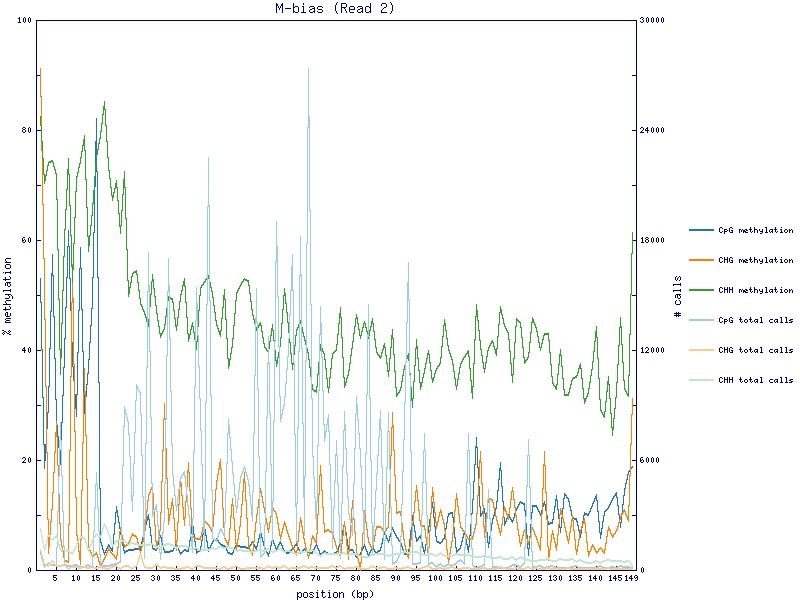 M-bias (Read 2)
100
80
60
40
20
0
30000
24000
18000
12000
6000
0
% methylation
# calls
CpG methylation
CHG methylation
CHH methylation
CpG total calls
CHG total calls
CHH total calls
5 10 15 20 25 30 35 40 45 50 55 60 65 70 75 80 85 90 95 100 105 110 115 120 125 130 135 140 145 149
position (bp)